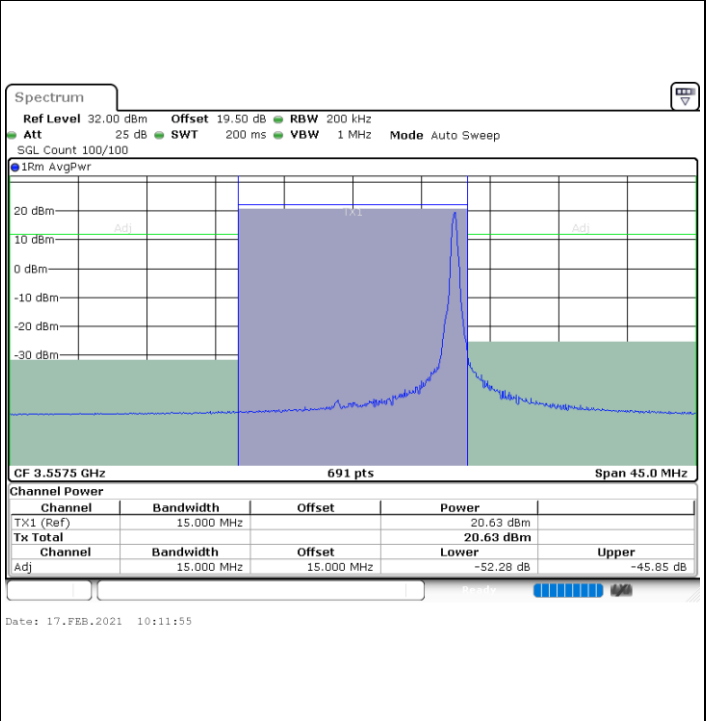 Spectrum
Ref Level 32.00 dBm Offset 19.50 dB RBW 200 kHz
Att 25 dB SWT 200 ms VBW 1 MHz Mode Auto Sweep
SGL Count 100/100
1Rm AvgPwr
TX1
20 dBm
Adj Adj
10 dBm
0 dBm
-10 dBm
-20 dBm
-30 dBm
CF 3.5575 GHz 691 pts Span 45.0 MHz
Channel Power
Channel Bandwidth Offset Power
TX1 (Ref) 15.000 MHz 20.63 dBm
Tx Total 20.63 dBm
Channel Bandwidth Offset Lower Upper
Adj 15.000 MHz 15.000 MHz -52.28 dB -45.85 dB
Ready
Date: 17.FEB.2021 10:11:55